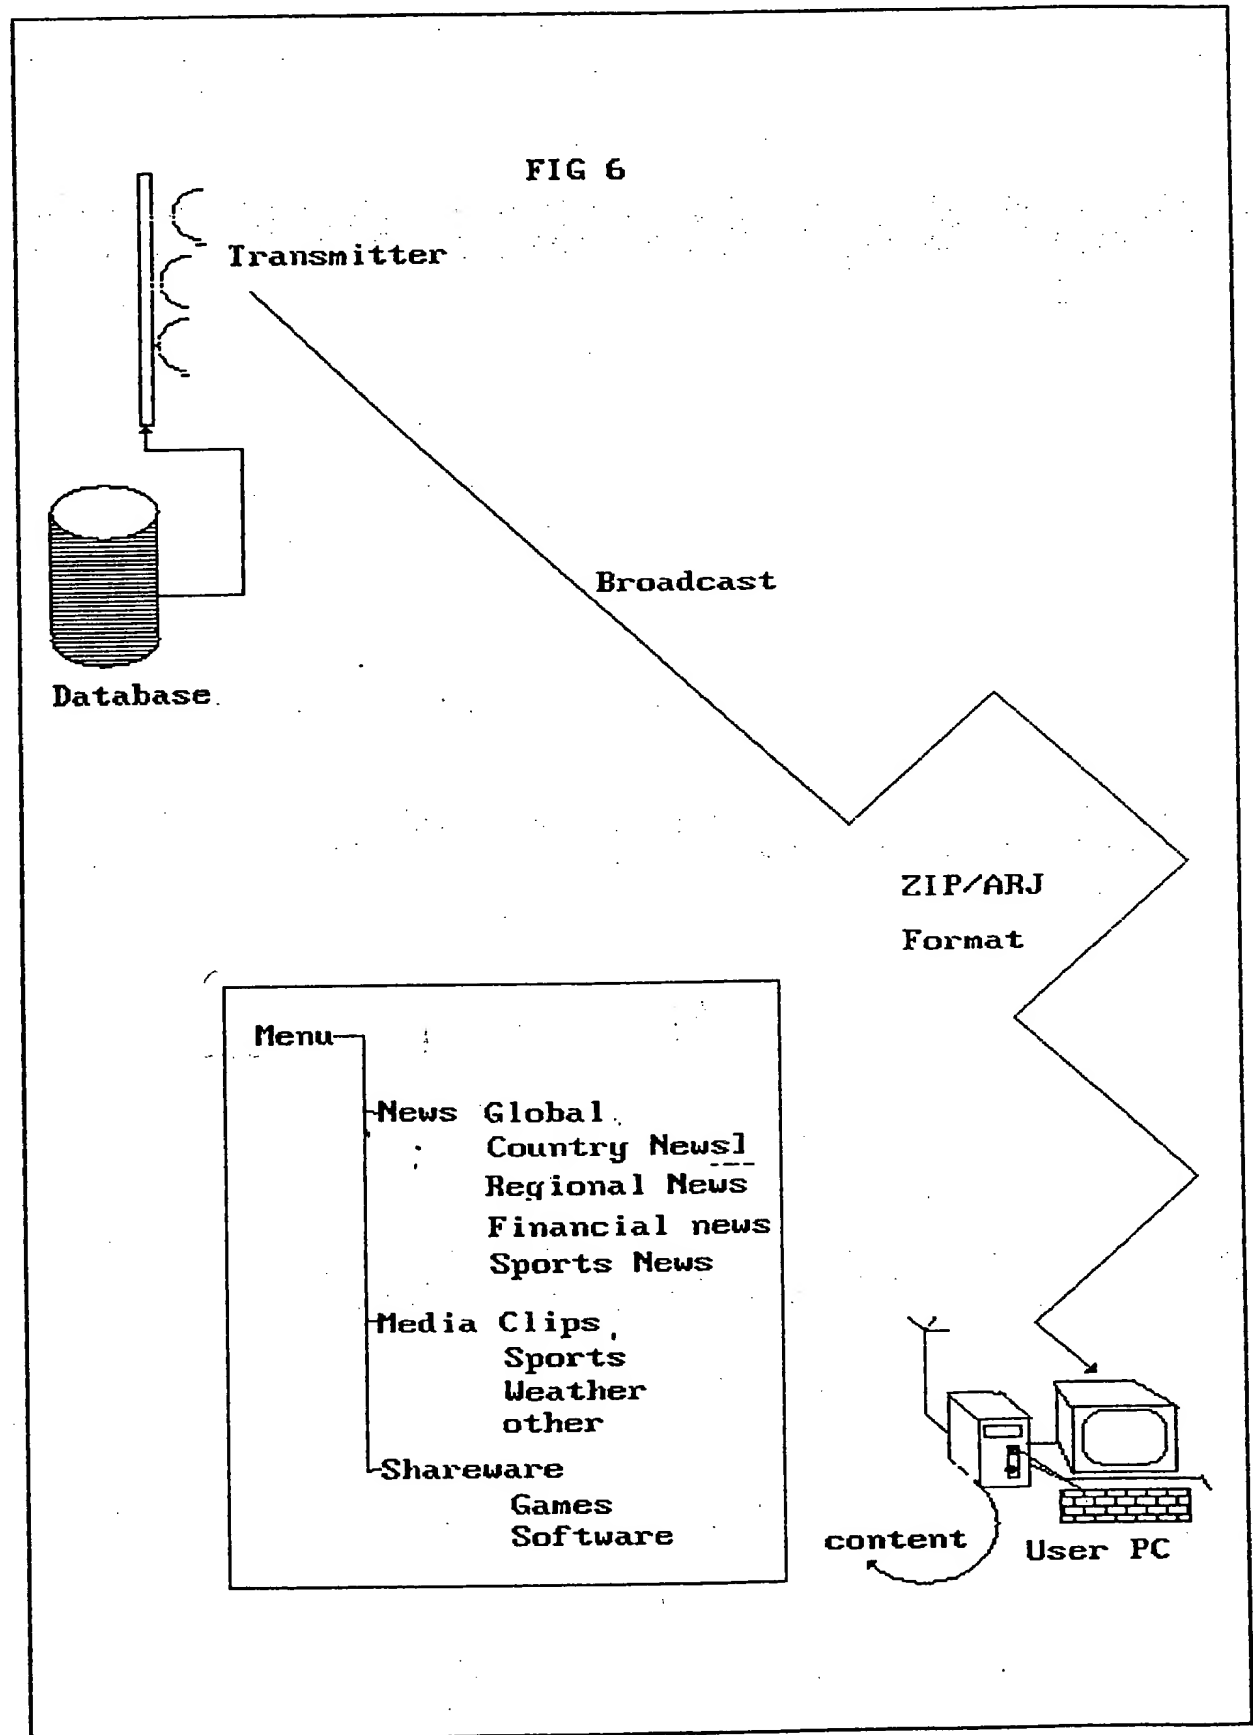 FIG 6
Transmitter
Broadcast
Database
ZIP/ARJ
Format
Menu
News Global
Country News]
Regional News
Financial news
Sports News
Media Clips
Sports
Weather
other
Shareware
Games
Software
content
User PC